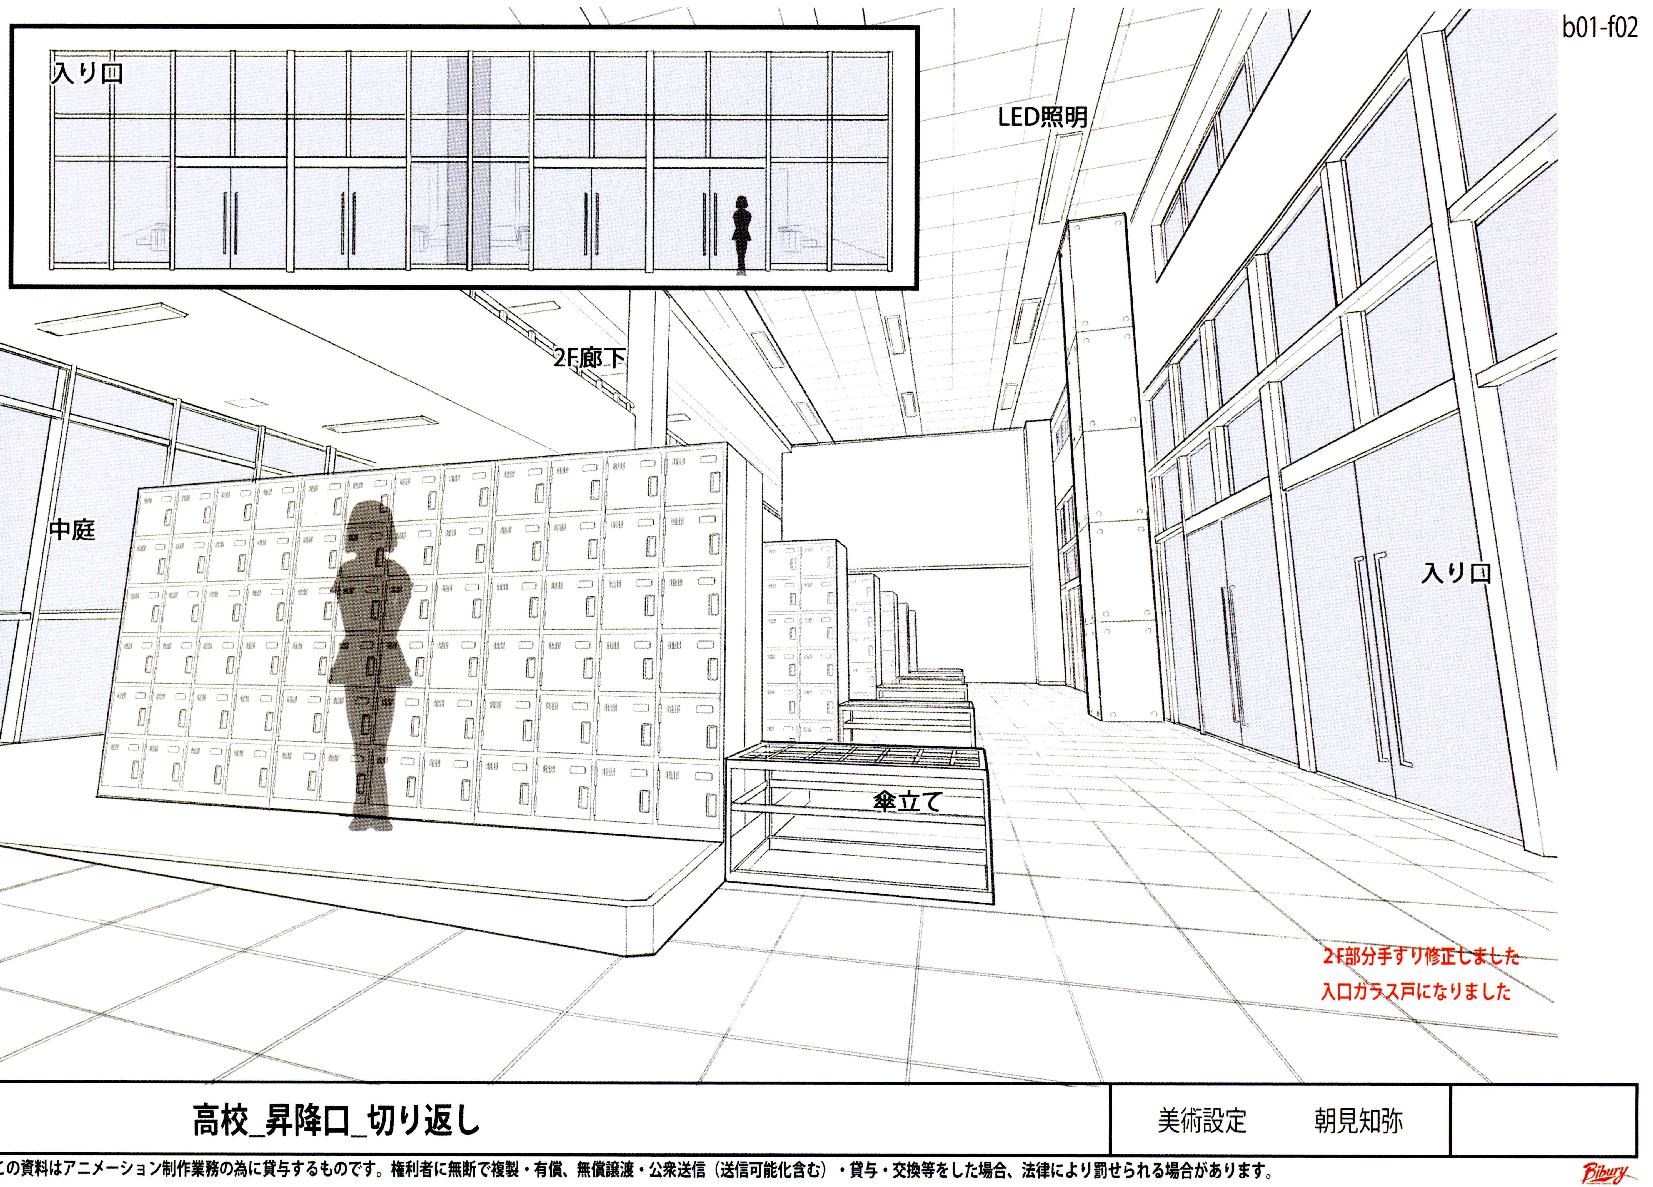 b01-f02
入り口
LED照明
2F廊下
中庭
入り口
傘立て
2F部分手すり修正しました
入口ガラス戸になりました
高校_昇降口_切り返し
美術設定 朝見知弥
この資料はアニメーション制作業務の為に貸与するものです。権利者に無断で複製・有償、無償譲渡・公衆送信（送信可能化含む）・貸与・交換等をした場合、法律により罰せられる場合があります。
Bibury